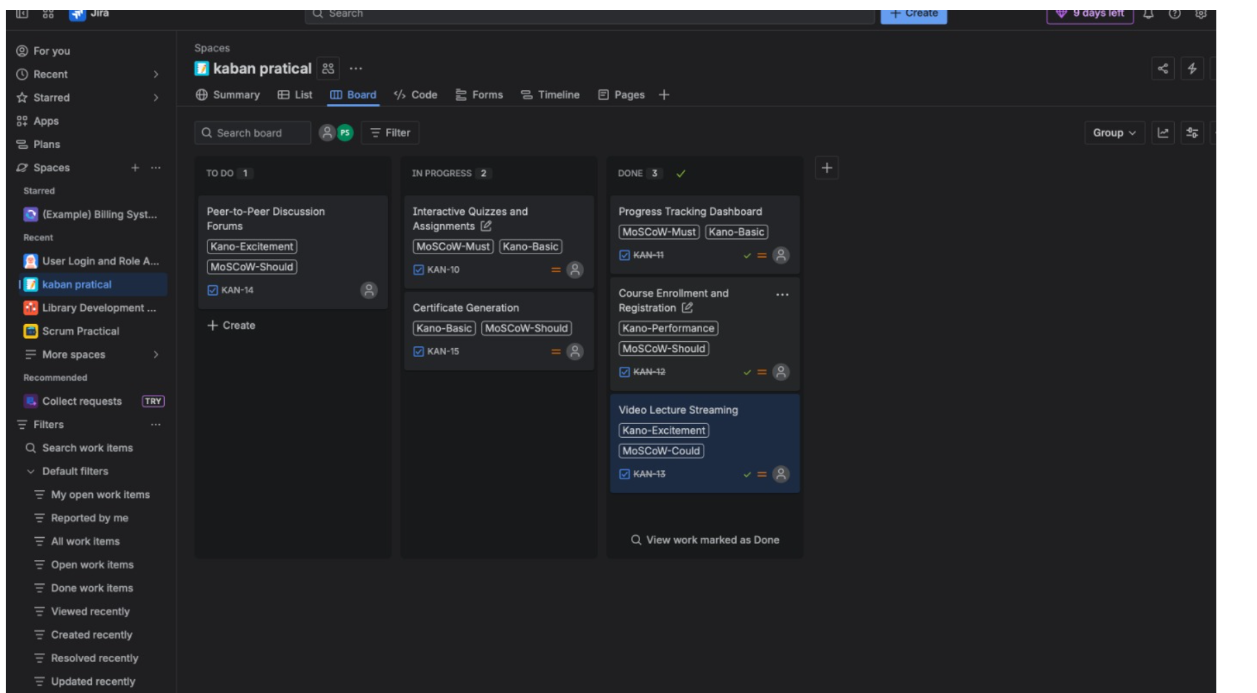 Jira
Search
+ Create
9 days left
For you
Recent
Starred
Apps
Plans
Spaces
Starred
(Example) Billing Syst...
Recent
User Login and Role A...
kaban pratical
Library Development ...
Scrum Practical
More spaces
Recommended
Collect requests TRY
Filters
Search work items
Default filters
My open work items
Reported by me
All work items
Open work items
Done work items
Viewed recently
Created recently
Resolved recently
Updated recently
Spaces
kaban pratical
Summary List Board Code Forms Timeline Pages
Search board PS Filter
Group
TO DO 1
Peer-to-Peer Discussion
Forums
Kano-Excitement
MoSCoW-Should
KAN-14
+ Create
IN PROGRESS 2
Interactive Quizzes and
Assignments
MoSCoW-Must Kano-Basic
KAN-10
Certificate Generation
Kano-Basic MoSCoW-Should
KAN-15
DONE 3
Progress Tracking Dashboard
MoSCoW-Must Kano-Basic
KAN-11
Course Enrollment and
Registration
Kano-Performance
MoSCoW-Should
KAN-12
Video Lecture Streaming
Kano-Excitement
MoSCoW-Could
KAN-13
View work marked as Done